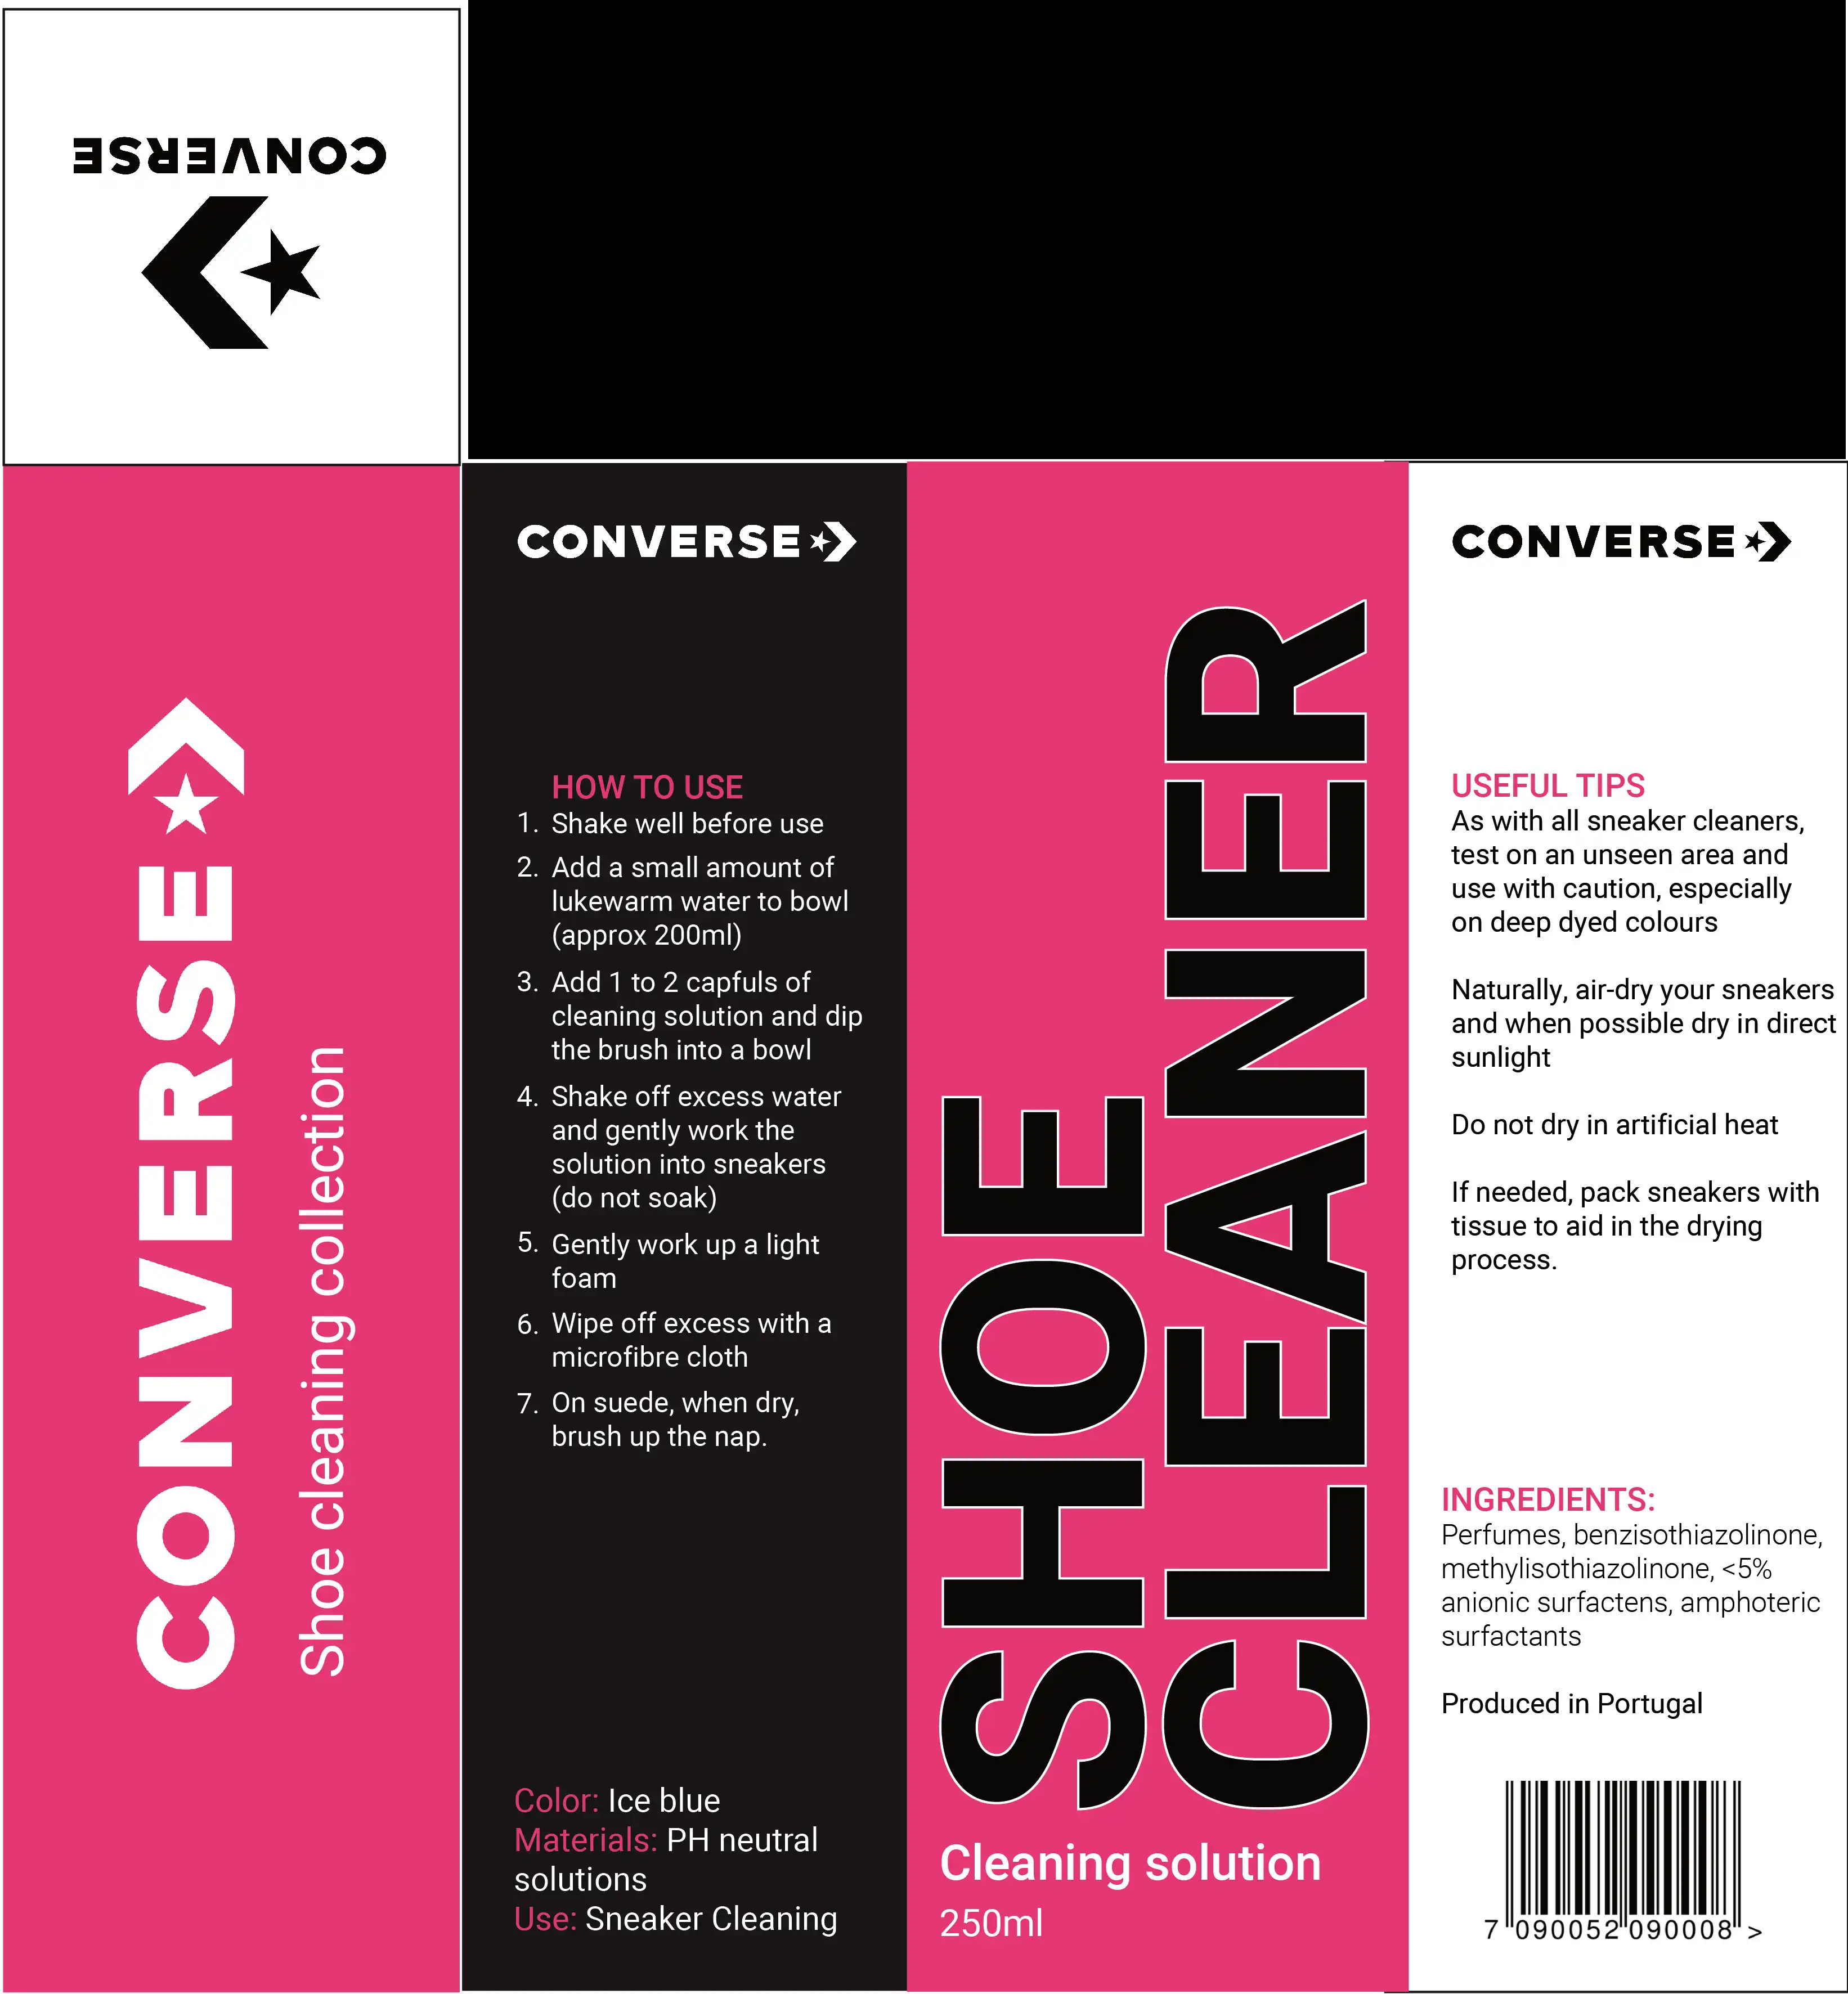 CONVERSE
CONVERSE
Shoe cleaning collection
CONVERSE
HOW TO USE
1. Shake well before use
2. Add a small amount of
lukewarm water to bowl
(approx 200ml)
3. Add 1 to 2 capfuls of
cleaning solution and dip
the brush into a bowl
4. Shake off excess water
and gently work the
solution into sneakers
(do not soak)
5. Gently work up a light
foam
6. Wipe off excess with a
microfibre cloth
7. On suede, when dry,
brush up the nap.
Color: Ice blue
Materials: PH neutral
solutions
Use: Sneaker Cleaning
SHOE
CLEANER
Cleaning solution
250ml
CONVERSE
USEFUL TIPS
As with all sneaker cleaners,
test on an unseen area and
use with caution, especially
on deep dyed colours
Naturally, air-dry your sneakers
and when possible dry in direct
sunlight
Do not dry in artificial heat
If needed, pack sneakers with
tissue to aid in the drying
process.
INGREDIENTS:
Perfumes, benzisothiazolinone,
methylisothiazolinone, <5%
anionic surfactens, amphoteric
surfactants
Produced in Portugal
7 090052 090008 >